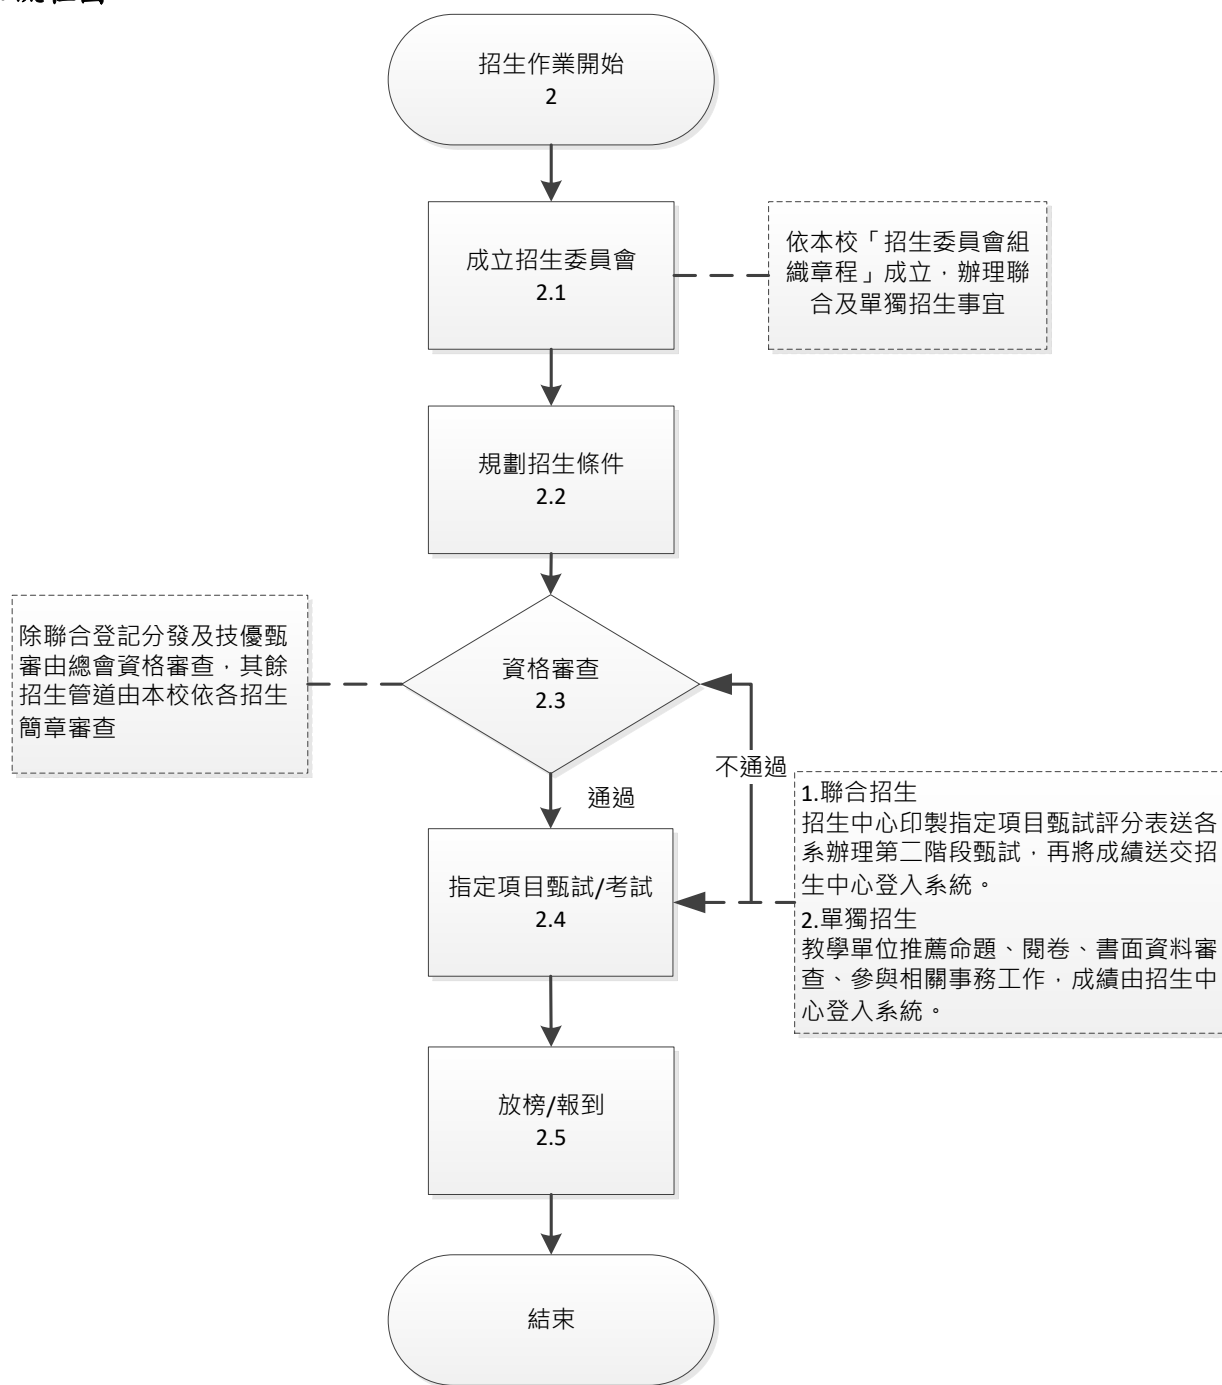 招生作業開始
2
成立招生委員會
2.1
依本校「招生委員會組
織章程」成立，辦理聯
合及單獨招生事宜
規劃招生條件
2.2
除聯合登記分發及技優甄
審由總會資格審查，其餘
招生管道由本校依各招生
簡章審查
資格審查
2.3
不通過
通過
1.聯合招生
招生中心印製指定項目甄試評分表送各
系辦理第二階段甄試，再將成績送交招
生中心登入系統。
2.單獨招生
教學單位推薦命題、閱卷、書面資料審
查、參與相關事務工作，成績由招生中
心登入系統。
指定項目甄試/考試
2.4
放榜/報到
2.5
結束